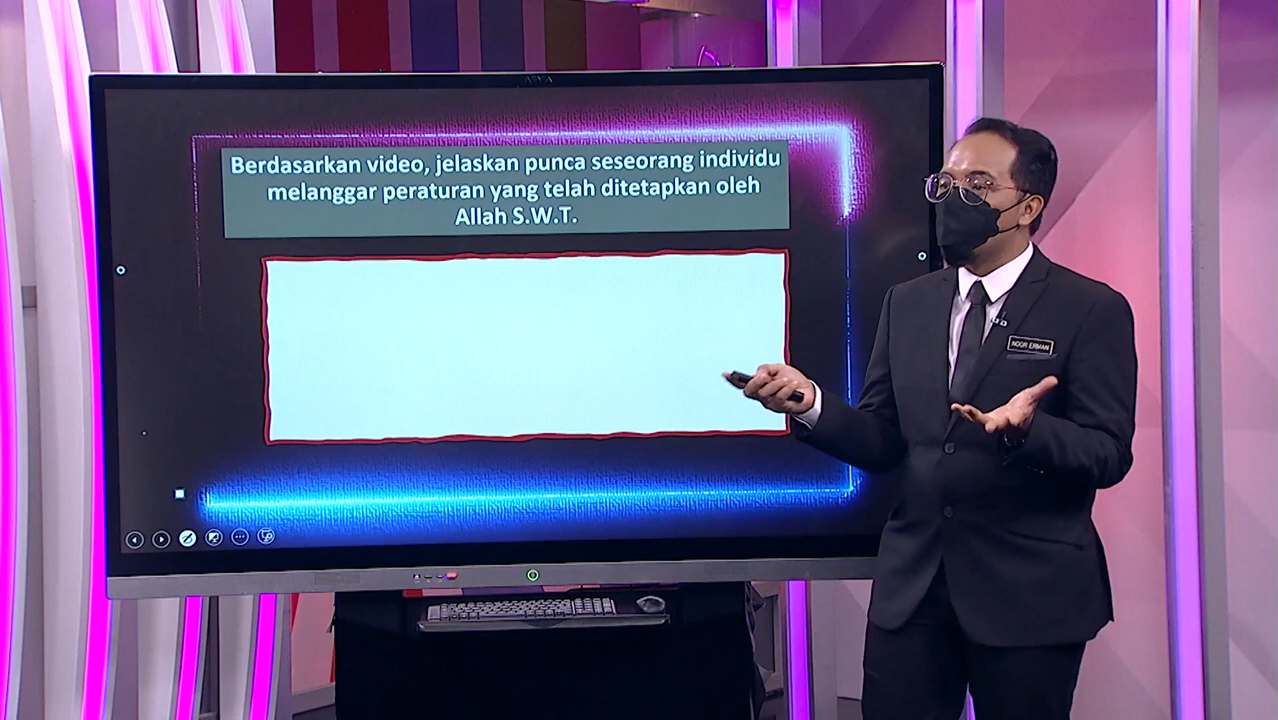 Berdasarkan video, jelaskan punca seseorang individu
melanggar peraturan yang telah ditetapkan oleh
Allah S.W.T.
NOOR ERMAN